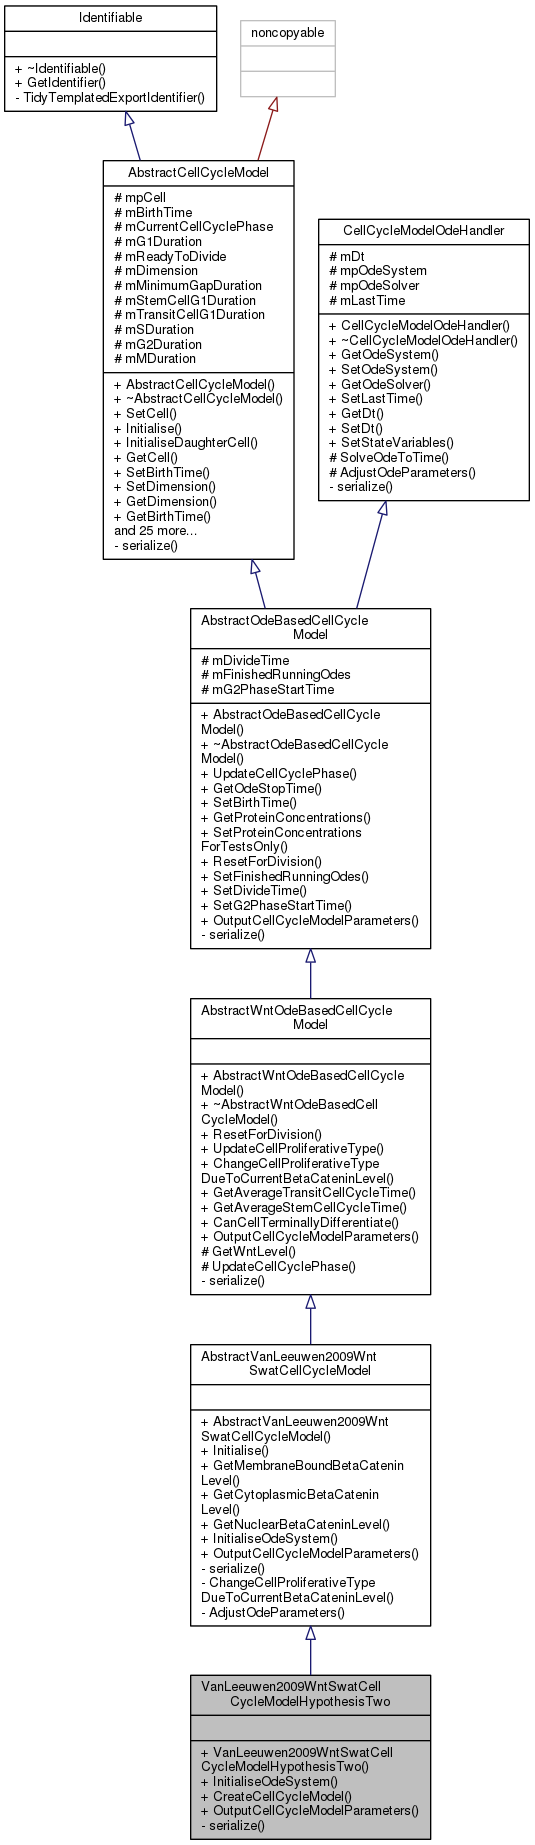 Identifiable
+ ~Identifiable()
+ GetIdentifier()
- TidyTemplatedExportIdentifier()
noncopyable
AbstractCellCycleModel
# mpCell
# mBirthTime
# mCurrentCellCyclePhase
# mG1Duration
# mReadyToDivide
# mDimension
# mMinimumGapDuration
# mStemCellG1Duration
# mTransitCellG1Duration
# mSDuration
# mG2Duration
# mMDuration
+ AbstractCellCycleModel()
+ ~AbstractCellCycleModel()
+ SetCell()
+ Initialise()
+ InitialiseDaughterCell()
+ GetCell()
+ SetBirthTime()
+ SetDimension()
+ GetDimension()
+ GetBirthTime()
and 25 more...
- serialize()
CellCycleModelOdeHandler
# mDt
# mpOdeSystem
# mpOdeSolver
# mLastTime
+ CellCycleModelOdeHandler()
+ ~CellCycleModelOdeHandler()
+ GetOdeSystem()
+ SetOdeSystem()
+ GetOdeSolver()
+ SetLastTime()
+ GetDt()
+ SetDt()
+ SetStateVariables()
# SolveOdeToTime()
# AdjustOdeParameters()
- serialize()
AbstractOdeBasedCellCycle
Model
# mDivideTime
# mFinishedRunningOdes
# mG2PhaseStartTime
+ AbstractOdeBasedCellCycle
Model()
+ ~AbstractOdeBasedCellCycle
Model()
+ UpdateCellCyclePhase()
+ GetOdeStopTime()
+ SetBirthTime()
+ GetProteinConcentrations()
+ SetProteinConcentrations
ForTestsOnly()
+ ResetForDivision()
+ SetFinishedRunningOdes()
+ SetDivideTime()
+ SetG2PhaseStartTime()
+ OutputCellCycleModelParameters()
- serialize()
AbstractWntOdeBasedCellCycle
Model
+ AbstractWntOdeBasedCellCycle
Model()
+ ~AbstractWntOdeBasedCell
CycleModel()
+ ResetForDivision()
+ UpdateCellProliferativeType()
+ ChangeCellProliferativeType
DueToCurrentBetaCateninLevel()
+ GetAverageTransitCellCycleTime()
+ GetAverageStemCellCycleTime()
+ CanCellTerminallyDifferentiate()
+ OutputCellCycleModelParameters()
# GetWntLevel()
# UpdateCellCyclePhase()
- serialize()
AbstractVanLeeuwen2009Wnt
SwatCellCycleModel
+ AbstractVanLeeuwen2009Wnt
SwatCellCycleModel()
+ Initialise()
+ GetMembraneBoundBetaCatenin
Level()
+ GetCytoplasmicBetaCatenin
Level()
+ GetNuclearBetaCateninLevel()
+ InitialiseOdeSystem()
+ OutputCellCycleModelParameters()
- serialize()
- ChangeCellProliferativeType
DueToCurrentBetaCateninLevel()
- AdjustOdeParameters()
VanLeeuwen2009WntSwatCell
CycleModelHypothesisTwo
+ VanLeeuwen2009WntSwatCell
CycleModelHypothesisTwo()
+ InitialiseOdeSystem()
+ CreateCellCycleModel()
+ OutputCellCycleModelParameters()
- serialize()